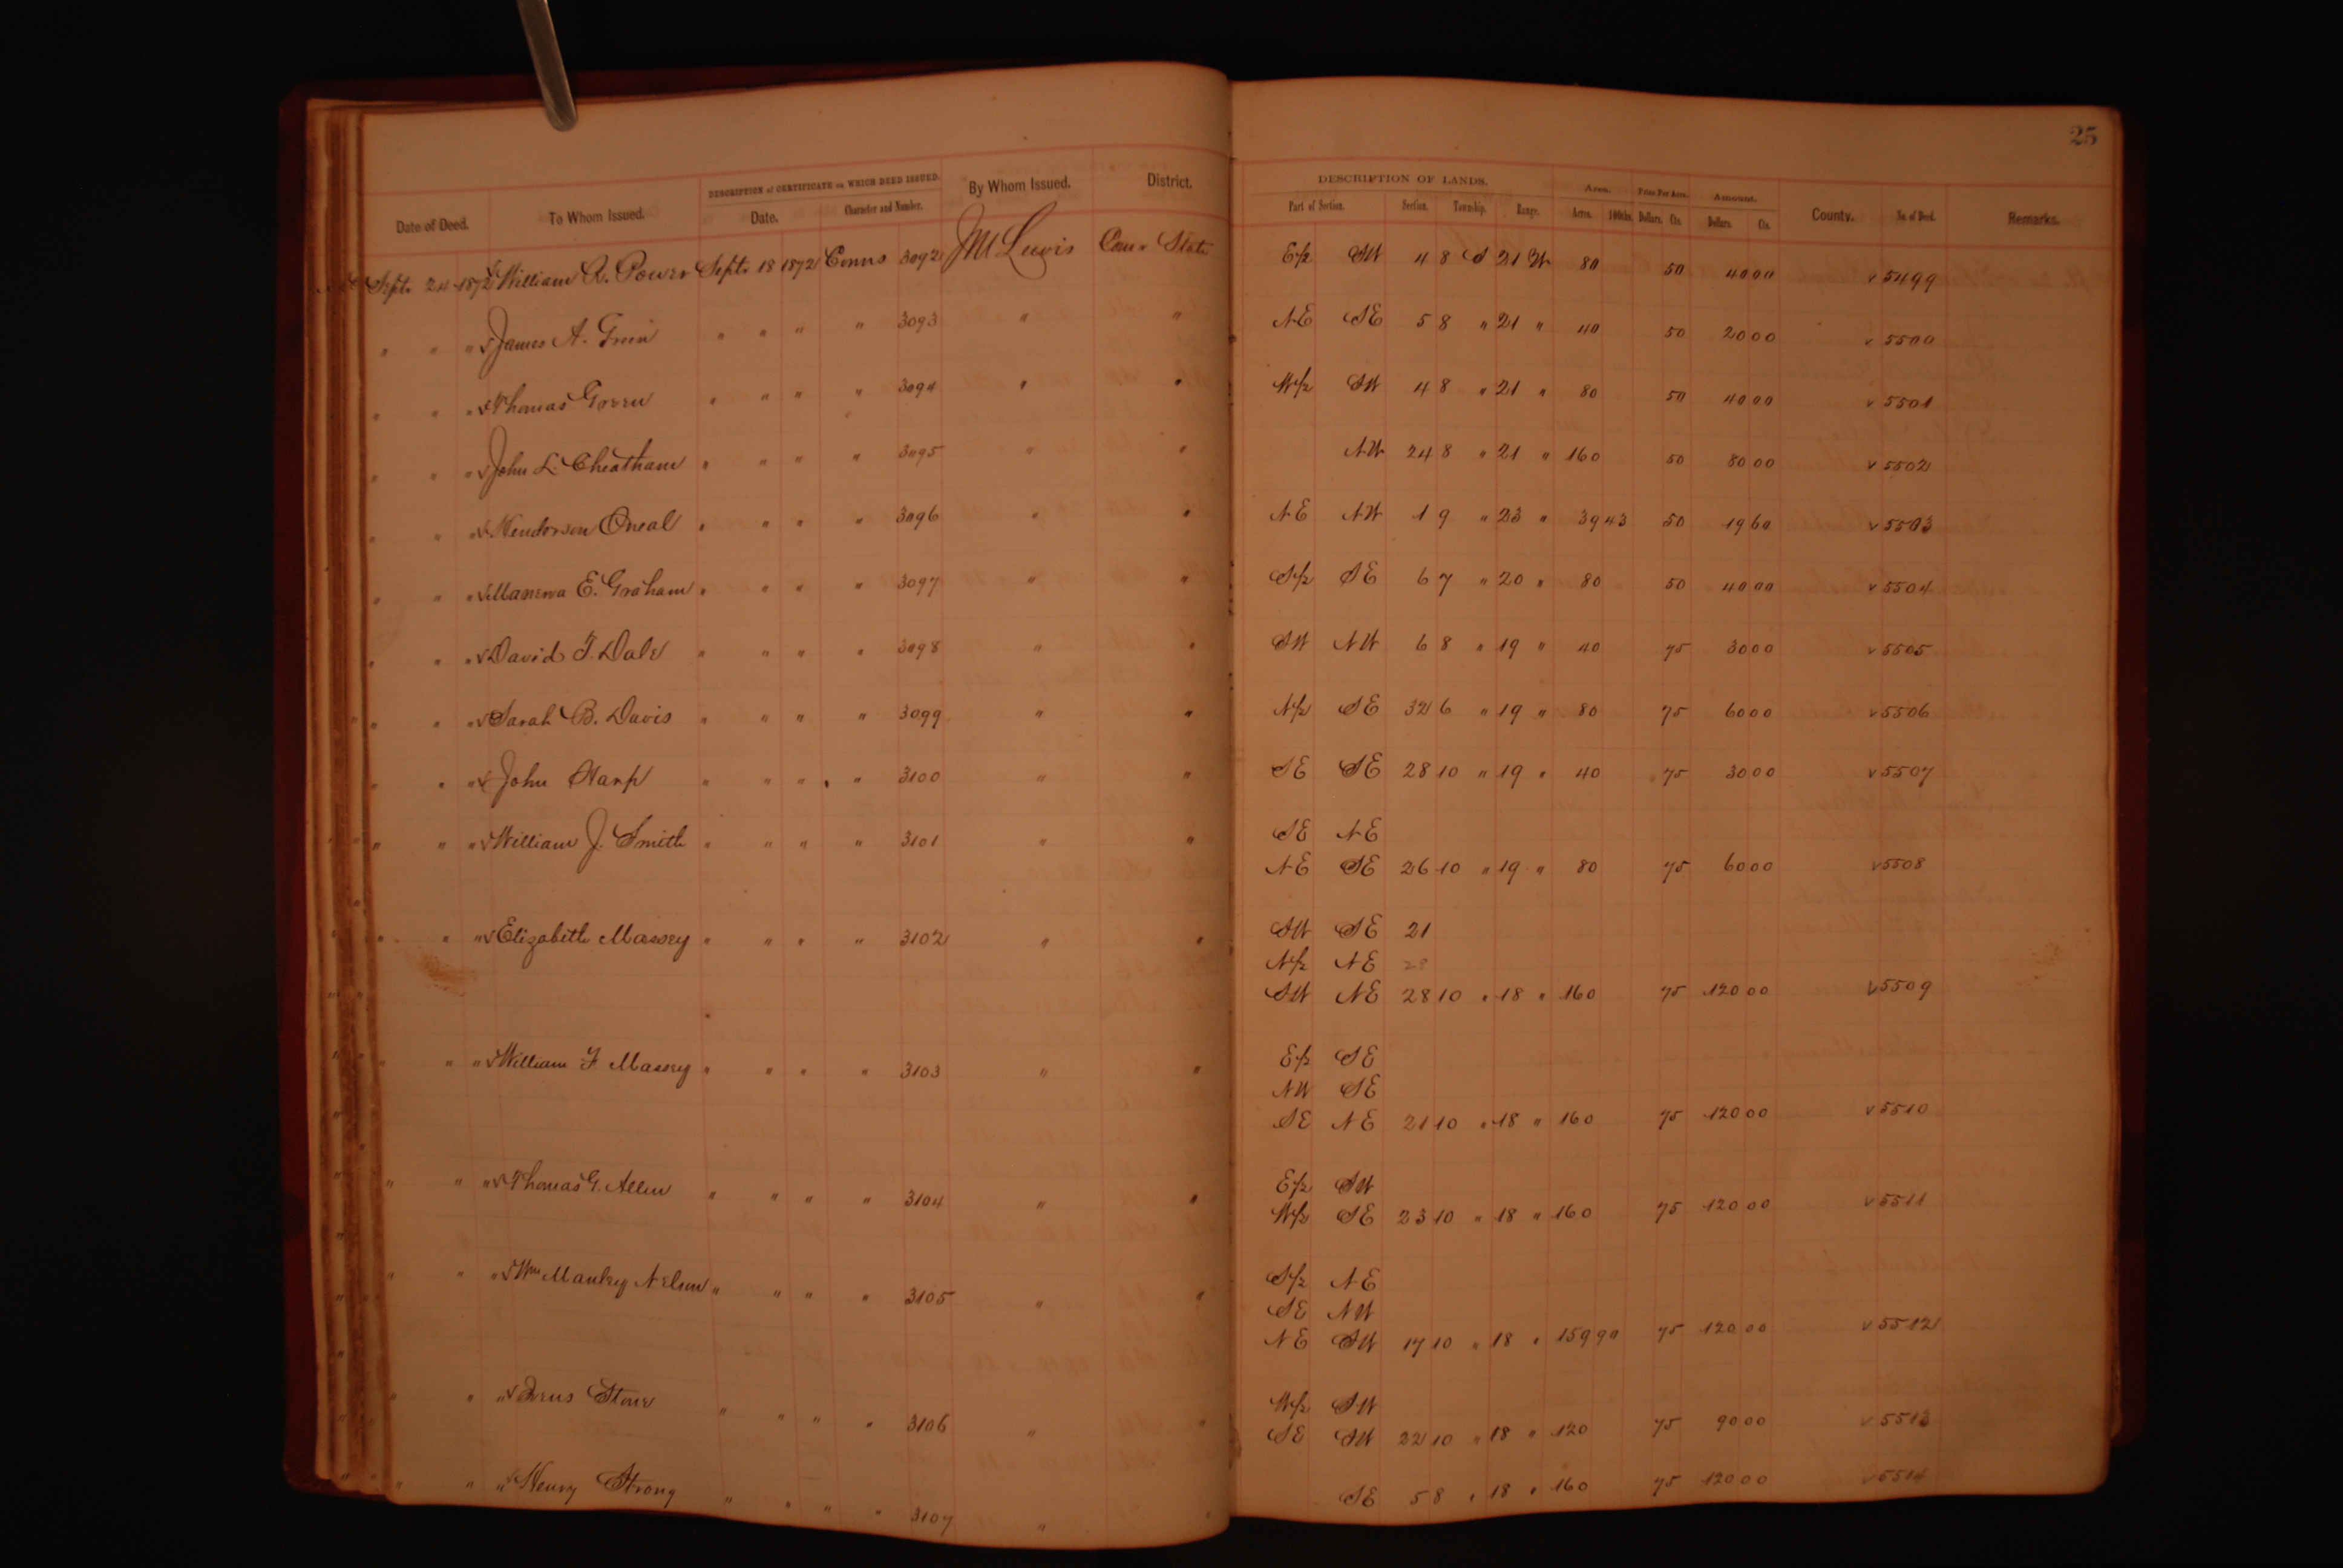 25
DESCRIPTION of CERTIFICATE on WHICH DEED ISSUED. DESCRIPTION OF LANDS. Area. Price Per Acre. Amount.
Date of Deed. To Whom Issued. Date. Character and Number. By Whom Issued. District. Part of Section. Section. Township. Range. Acres. 100ths. Dollars. Cts. Dollars. Cts. County. No. of Deed. Remarks.
Sept. 24 1872 √ William R. Power Sept. 18 1872 Comrs 3092 JM Lewis Com. State E½ SW 4 8 S 21 W 80 50 40 00 √ 5499
" " " √ James A. Green " " " " 3093 " " NE SE 5 8 " 21 " 40 50 20 00 √ 5500
" " " √ Thomas Green " " " " 3094 " " W½ SW 4 8 " 21 " 80 50 40 00 √ 5501
" " " √ John L. Cheatham " " " " 3095 " " NW 24 8 " 21 " 160 50 80 00 √ 5502
" " " √ Henderson Oneal " " " " 3096 " " NE NW 1 9 " 23 " 39 43 50 19 60 √ 5503
" " " √ Manerva E. Graham " " " " 3097 " " S½ SE 6 7 " 20 " 80 50 40 00 √ 5504
" " " √ David F. Dale " " " " 3098 " " SW NW 6 8 " 19 " 40 75 30 00 √ 5505
" " " √ Sarah B. Davis " " " " 3099 " " N½ SE 32 6 " 19 " 80 75 60 00 √ 5506
" " " √ John Harp " " " " 3100 " " SE SE 28 10 " 19 " 40 75 30 00 √ 5507
" " " √ William J. Smith " " " " 3101 " " SE NE
NE SE 26 10 " 19 " 80 75 60 00 √ 5508
" " " √ Elizabeth Massey " " " " 3102 " " SW SE 21
N½ NE 28
SW NE 28 10 " 18 " 160 75 120 00 √ 5509
" " " √ William F. Massey " " " " 3103 " " E½ SE
NW SE
SE NE 21 10 " 18 " 160 75 120 00 √ 5510
" " " √ Thomas G. Allen " " " " 3104 " " E½ SW
W½ SE 23 10 " 18 " 160 75 120 00 √ 5511
" " " √ Wm Manley Nelson " " " " 3105 " " S½ NE
SE NW
NE SW 17 10 " 18 " 159 90 75 120 00 √ 5512
" " " √ Stone " " " " 3106 " " W½ SW
SE SW 22 10 " 18 " 120 75 90 00 √ 5513
" " " √ Henry Strong " " " " 3107 " " SE 5 8 " 18 " 160 75 120 00 √ 5514